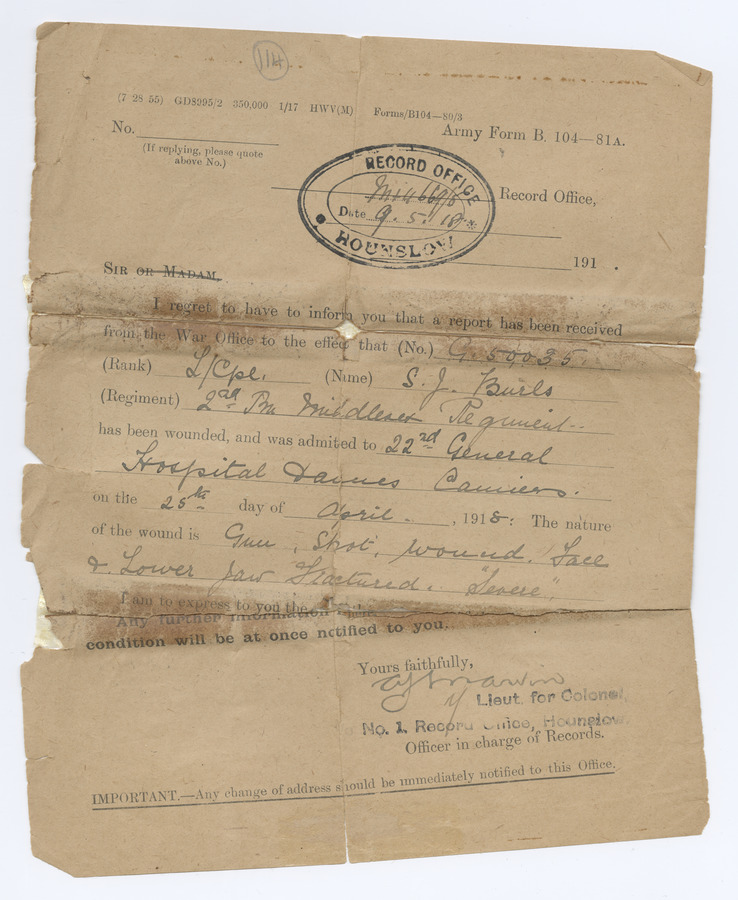 114
(7 28 55) GD8995/2 350,000 1/17 HWV(M) Forms/B104—80/3
No. Army Form B. 104—81A.
(If replying, please quote
above No.)
RECORD OFFICE
Record Office,
Date 9. 5. 18
HOUNSLOW
191 .
SIR OR MADAM,
I regret to have to inform you that a report has been received
from the War Office to the effect that (No.) G. 50035.
(Rank) L/Cpl. (Name) S. J. Burls
(Regiment) 2nd Bn Middlesex Regiment
has been wounded, and was admitted to 22nd General
Hospital Dannes Camiers.
on the 25th day of April , 1918: The nature
of the wound is Gun, Shot, wound. Face
& Lower Jaw Fractured. "Severe".
I am to express to you the
Any further information
condition will be at once notified to you.
Yours faithfully,
Lieut. for Colonel,
No. 1. Record Office, Hounslow
Officer in charge of Records.
IMPORTANT.—Any change of address should be immediately notified to this Office.